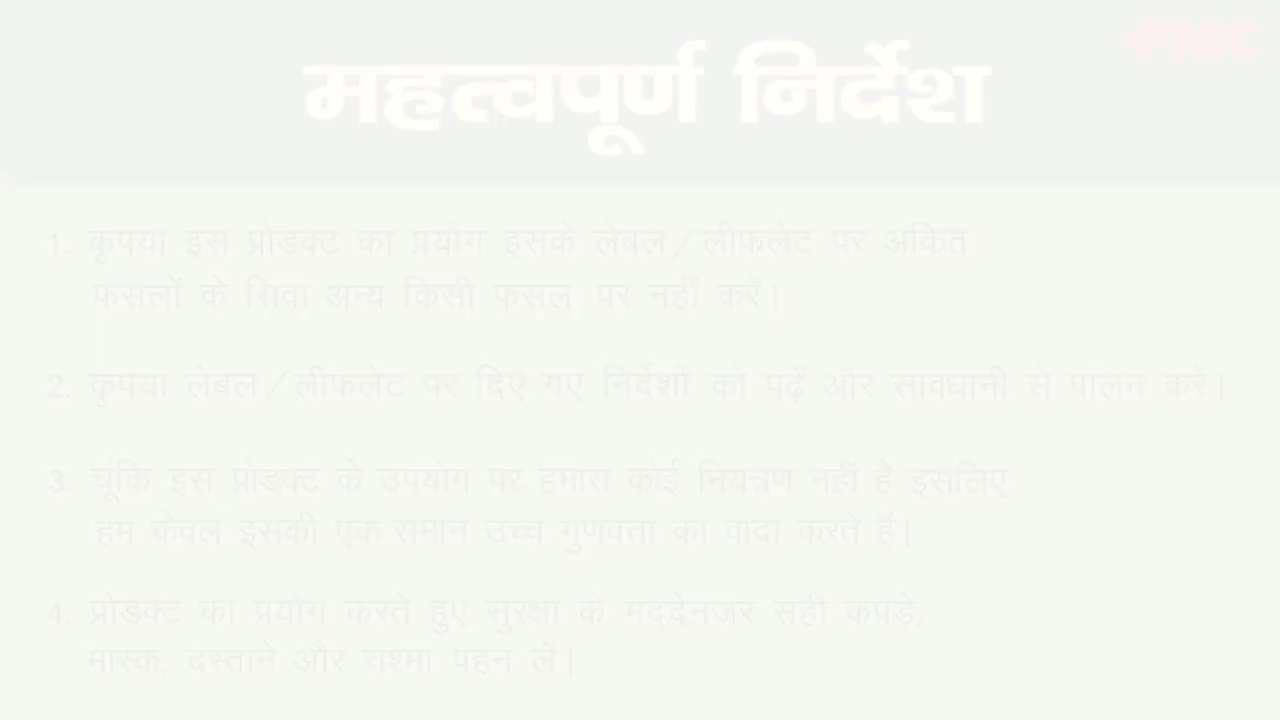 FMC
महत्वपूर्ण निर्देश
1. कृपया इस प्रोडक्ट का प्रयोग इसके लेबल/लीफलेट पर अंकित
फसलों के सिवा अन्य किसी फसल पर नहीं करें।
2. कृपया लेबल/लीफलेट पर दिए गए निर्देशों को पढ़ें और सावधानी से पालन करें।
3. चूंकि इस प्रोडक्ट के उपयोग पर हमारा कोई नियंत्रण नहीं है इसलिए
हम केवल इसकी एक समान उच्च गुणवत्ता का वादा करते हैं।
4. प्रोडक्ट का प्रयोग करते हुए सुरक्षा के मद्देनजर सही कपड़े,
मास्क, दस्ताने और चश्मा पहन लें।